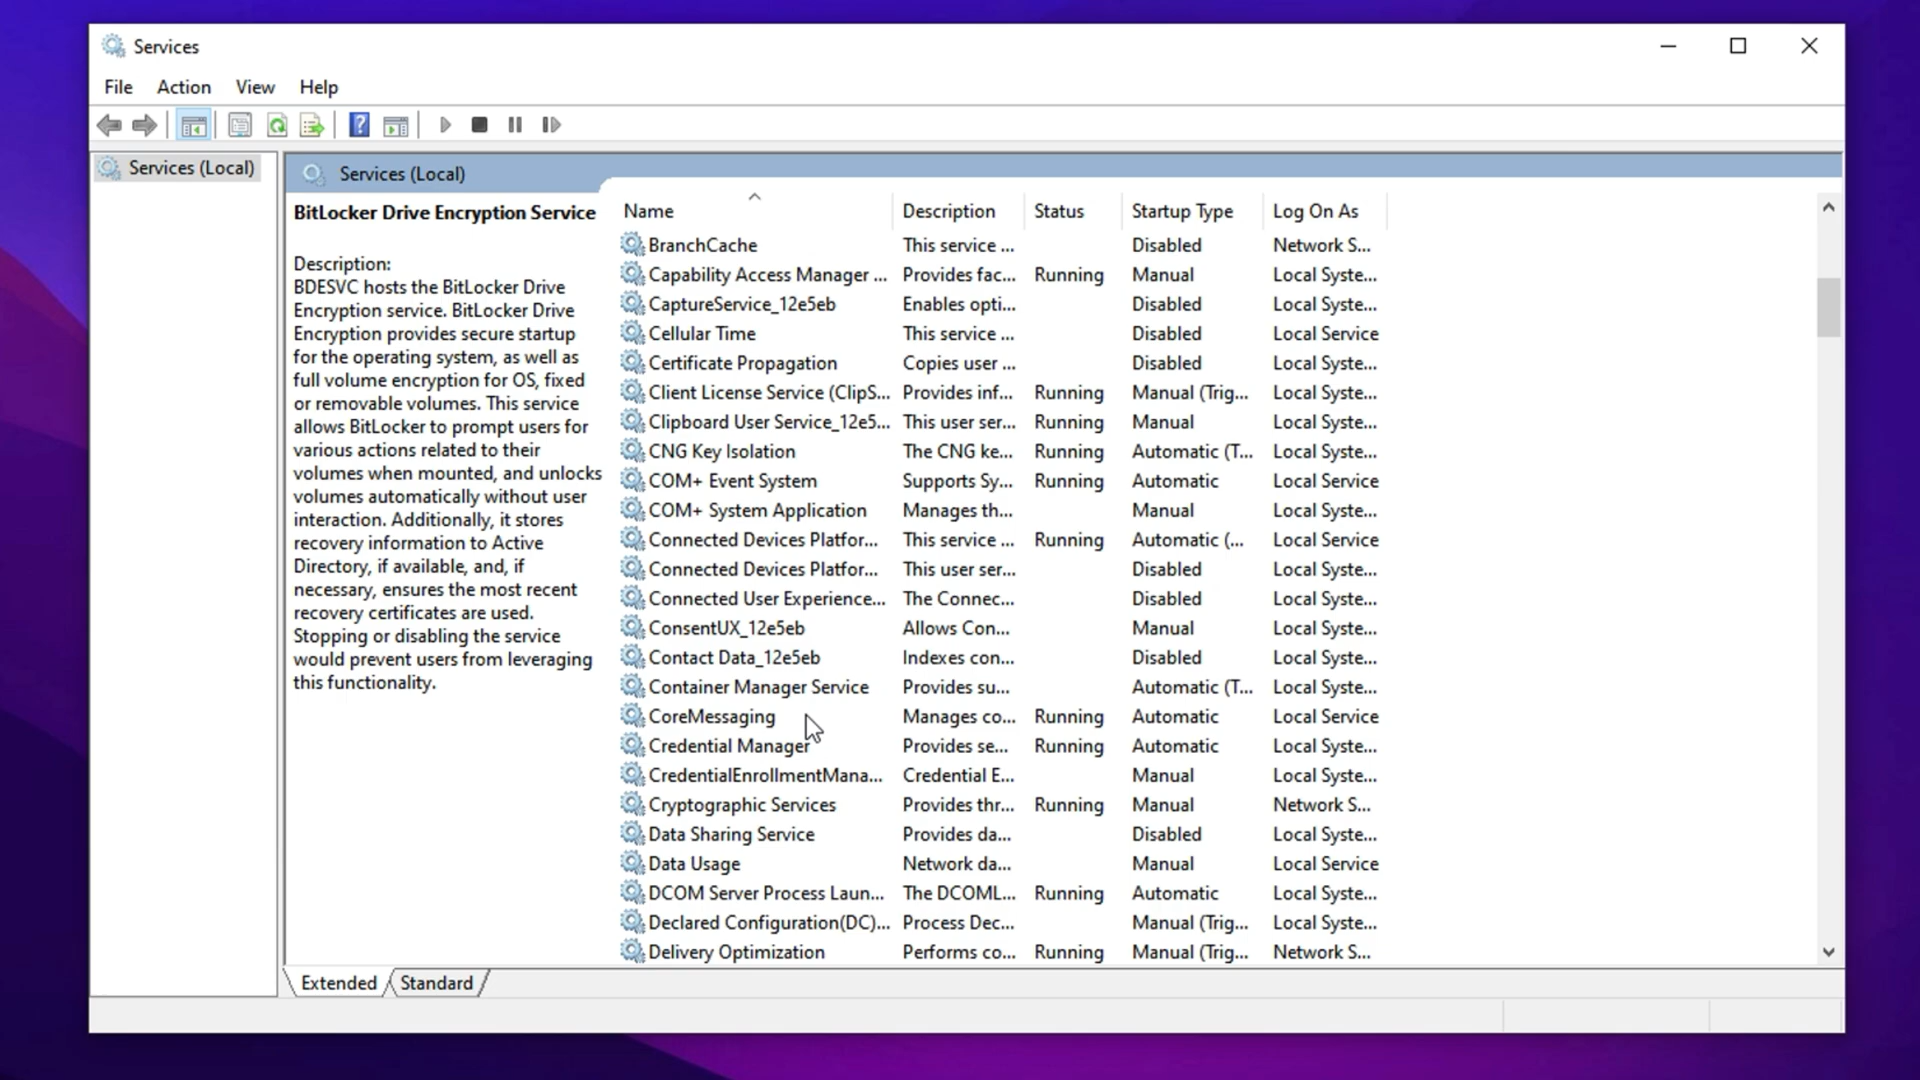 Services
File Action View Help
Services (Local)
Services (Local)
BitLocker Drive Encryption Service
Description:
BDESVC hosts the BitLocker Drive
Encryption service. BitLocker Drive
Encryption provides secure startup
for the operating system, as well as
full volume encryption for OS, fixed
or removable volumes. This service
allows BitLocker to prompt users for
various actions related to their
volumes when mounted, and unlocks
volumes automatically without user
interaction. Additionally, it stores
recovery information to Active
Directory, if available, and, if
necessary, ensures the most recent
recovery certificates are used.
Stopping or disabling the service
would prevent users from leveraging
this functionality.
Name Description Status Startup Type Log On As
BranchCache This service ... Disabled Network S...
Capability Access Manager ... Provides fac... Running Manual Local Syste...
CaptureService_12e5eb Enables opti... Disabled Local Syste...
Cellular Time This service ... Disabled Local Service
Certificate Propagation Copies user ... Disabled Local Syste...
Client License Service (ClipS... Provides inf... Running Manual (Trig... Local Syste...
Clipboard User Service_12e5... This user ser... Running Manual Local Syste...
CNG Key Isolation The CNG ke... Running Automatic (T... Local Syste...
COM+ Event System Supports Sy... Running Automatic Local Service
COM+ System Application Manages th... Manual Local Syste...
Connected Devices Platfor... This service ... Running Automatic (... Local Service
Connected Devices Platfor... This user ser... Disabled Local Syste...
Connected User Experience... The Connec... Disabled Local Syste...
ConsentUX_12e5eb Allows Con... Manual Local Syste...
Contact Data_12e5eb Indexes con... Disabled Local Syste...
Container Manager Service Provides su... Automatic (T... Local Syste...
CoreMessaging Manages co... Running Automatic Local Service
Credential Manager Provides se... Running Automatic Local Syste...
CredentialEnrollmentMana... Credential E... Manual Local Syste...
Cryptographic Services Provides thr... Running Manual Network S...
Data Sharing Service Provides da... Disabled Local Syste...
Data Usage Network da... Manual Local Service
DCOM Server Process Laun... The DCOML... Running Automatic Local Syste...
Declared Configuration(DC)... Process Dec... Manual (Trig... Local Syste...
Delivery Optimization Performs co... Running Manual (Trig... Network S...
Extended Standard